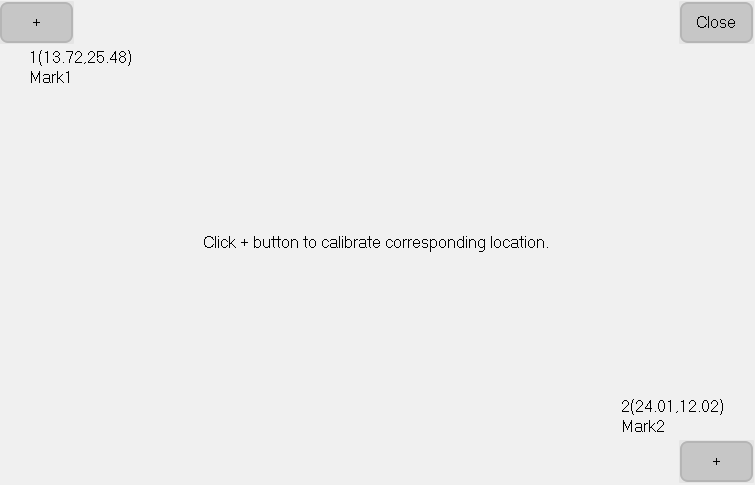 +
Close
1(13.72,25.48)
Mark1
Click + button to calibrate corresponding location.
2(24.01,12.02)
Mark2
+